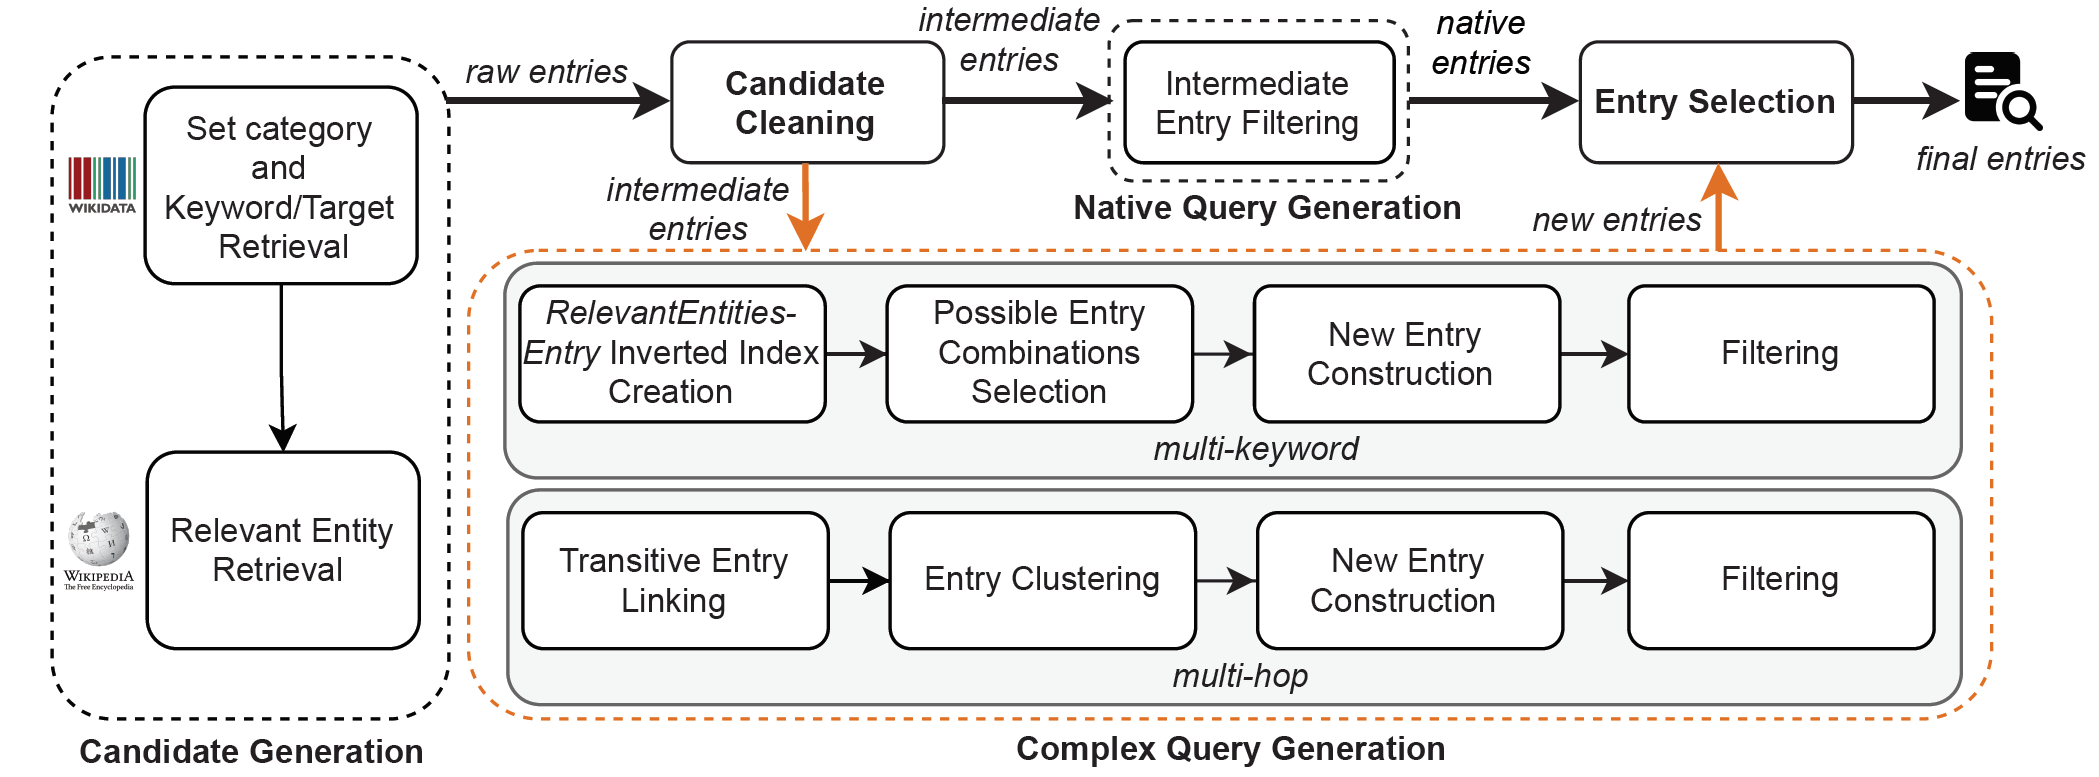 Set category
and
Keyword/Target
Retrieval
WIKIDATA
Relevant Entity
Retrieval
WIKIPEDIA
The Free Encyclopedia
Candidate Generation
raw entries
Candidate
Cleaning
intermediate
entries
Intermediate
Entry Filtering
Native Query Generation
native
entries
Entry Selection
final entries
intermediate
entries
new entries
RelevantEntities-
Entry Inverted Index
Creation
Possible Entry
Combinations
Selection
New Entry
Construction
Filtering
multi-keyword
Transitive Entry
Linking
Entry Clustering
New Entry
Construction
Filtering
multi-hop
Complex Query Generation